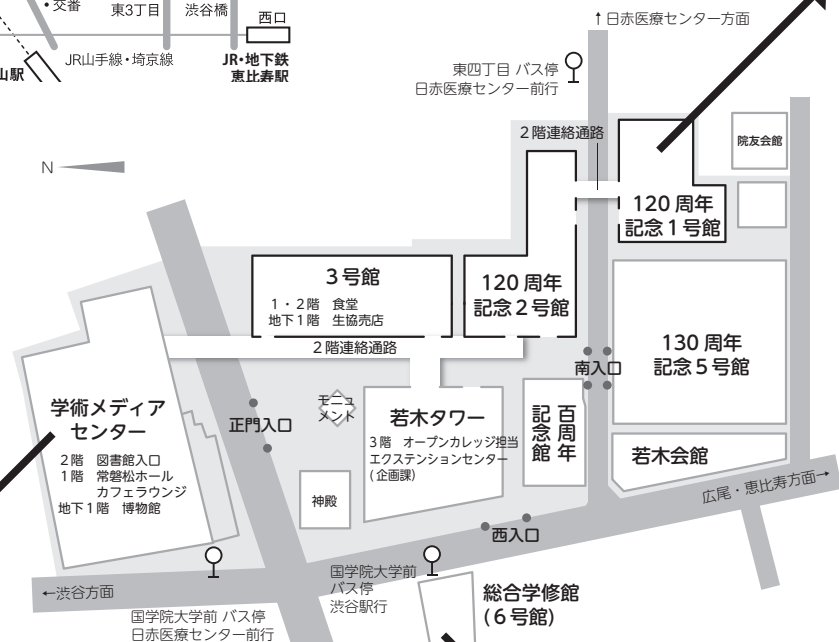 ・交番
東3丁目
渋谷橋
西口
山駅
JR山手線・埼京線
JR・地下鉄
恵比寿駅
↑日赤医療センター方面
東四丁目 バス停
日赤医療センター前行
2階連絡通路
院友会館
N
120周年
記念1号館
3号館
1・2階 食堂
地下1階 生協売店
120周年
記念2号館
2階連絡通路
130周年
記念5号館
南入口
学術メディア
センター
2階 図書館入口
1階 常磐松ホール
カフェラウンジ
地下1階 博物館
正門入口
モニュ
メント
若木タワー
3階 オープンカレッジ担当
エクステンションセンター
(企画課)
百周年
記念館
若木会館
神殿
西入口
広尾・恵比寿方面→
←渋谷方面
国学院大学前 バス停
日赤医療センター前行
国学院大学前
バス停
渋谷駅行
総合学修館
(6号館)